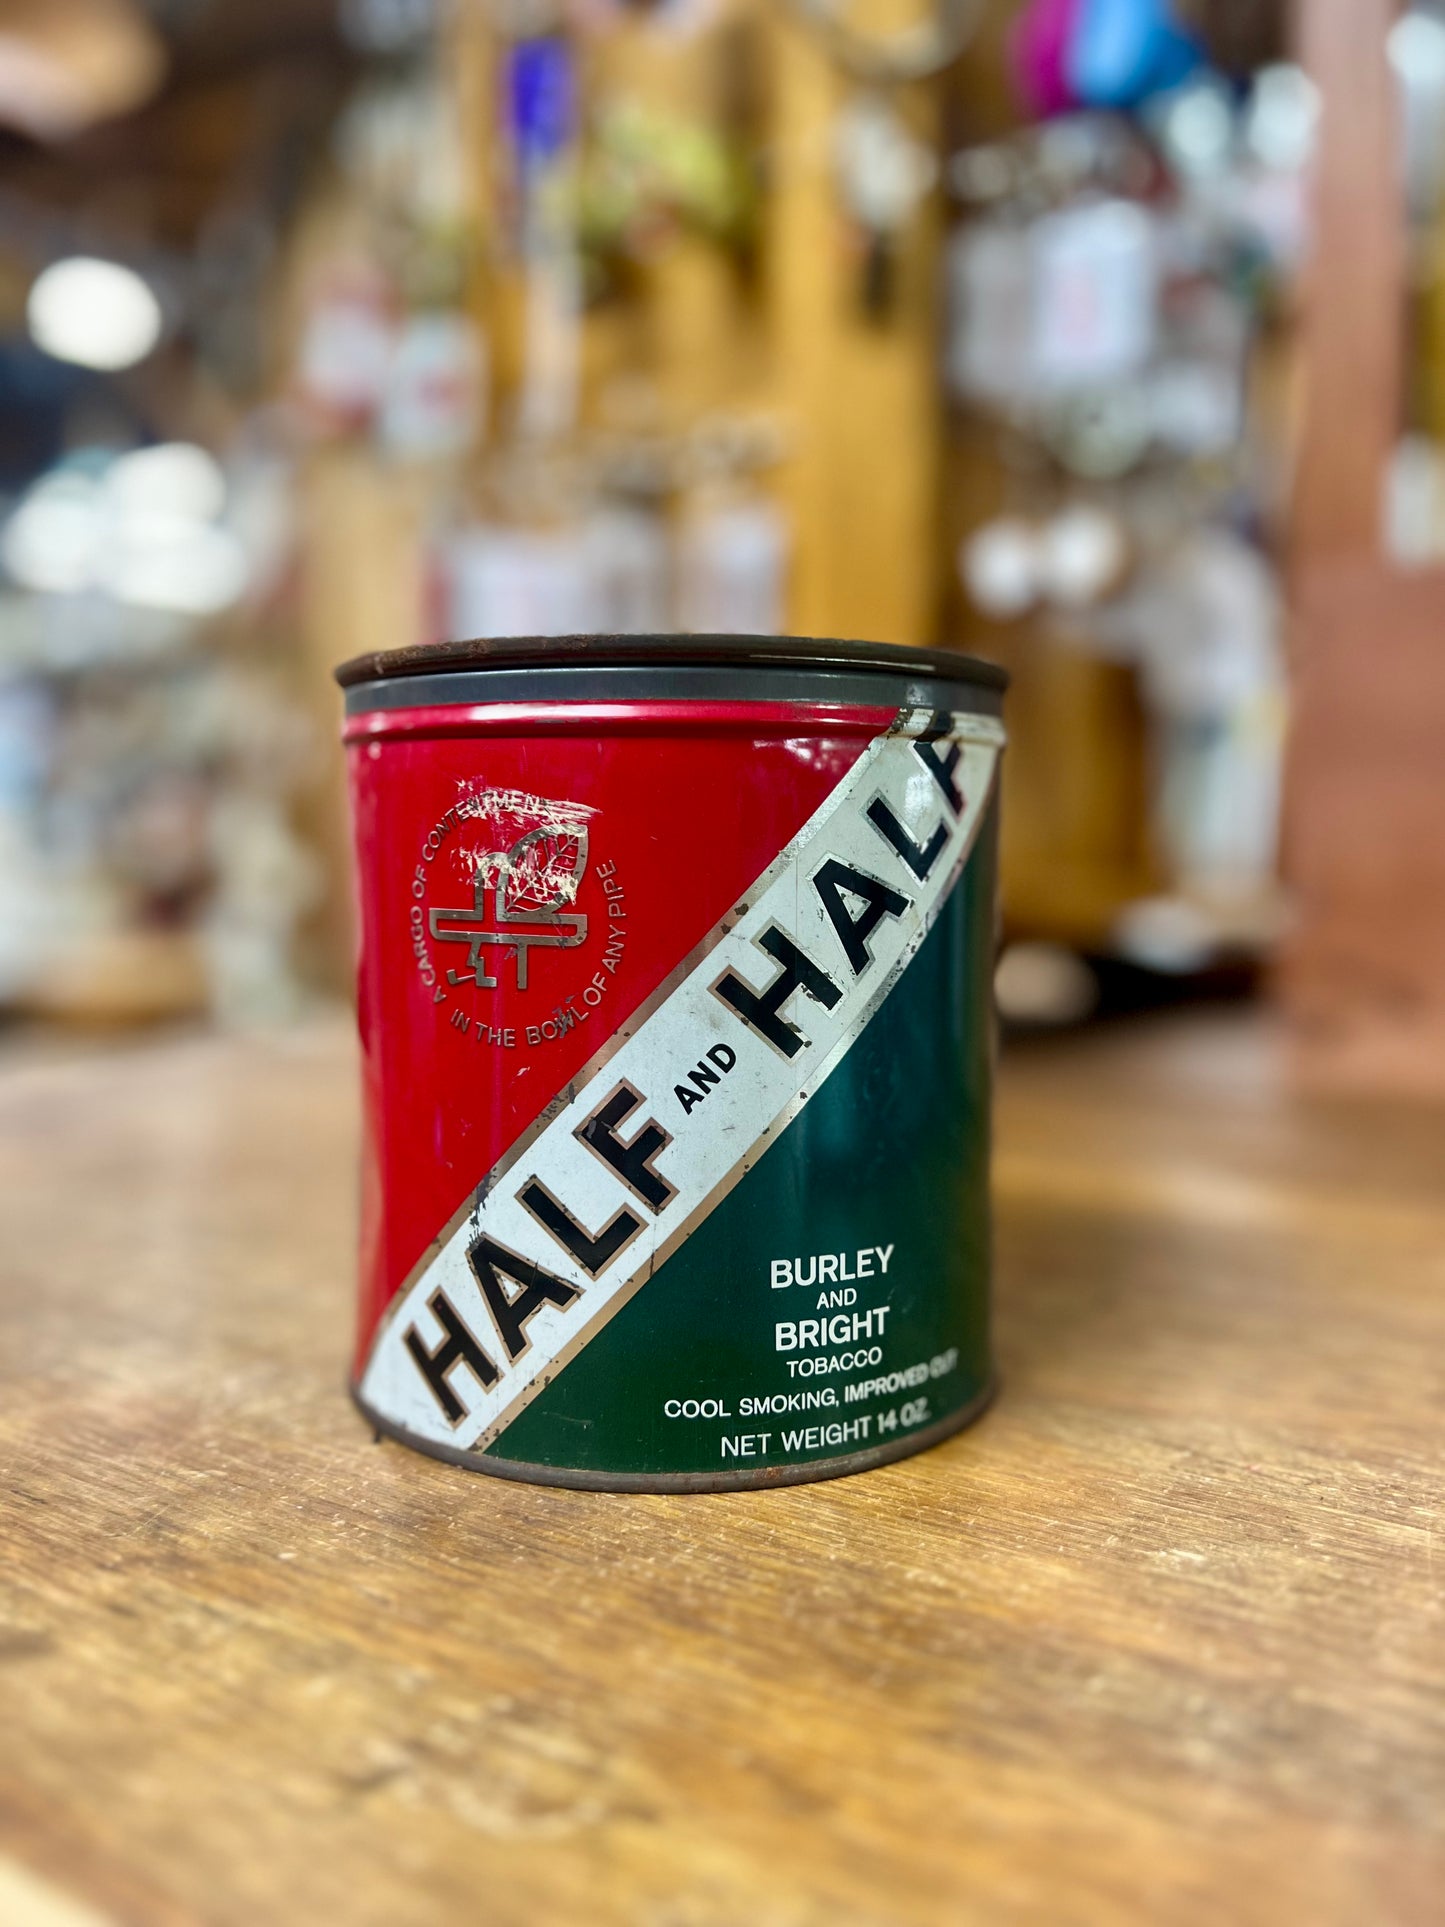 A CARGO OF CONTENTMENT
IN THE BOWL OF ANY PIPE
HALF AND HALF
BURLEY
AND
BRIGHT
TOBACCO
COOL SMOKING, IMPROVED CUT
NET WEIGHT 14 OZ.